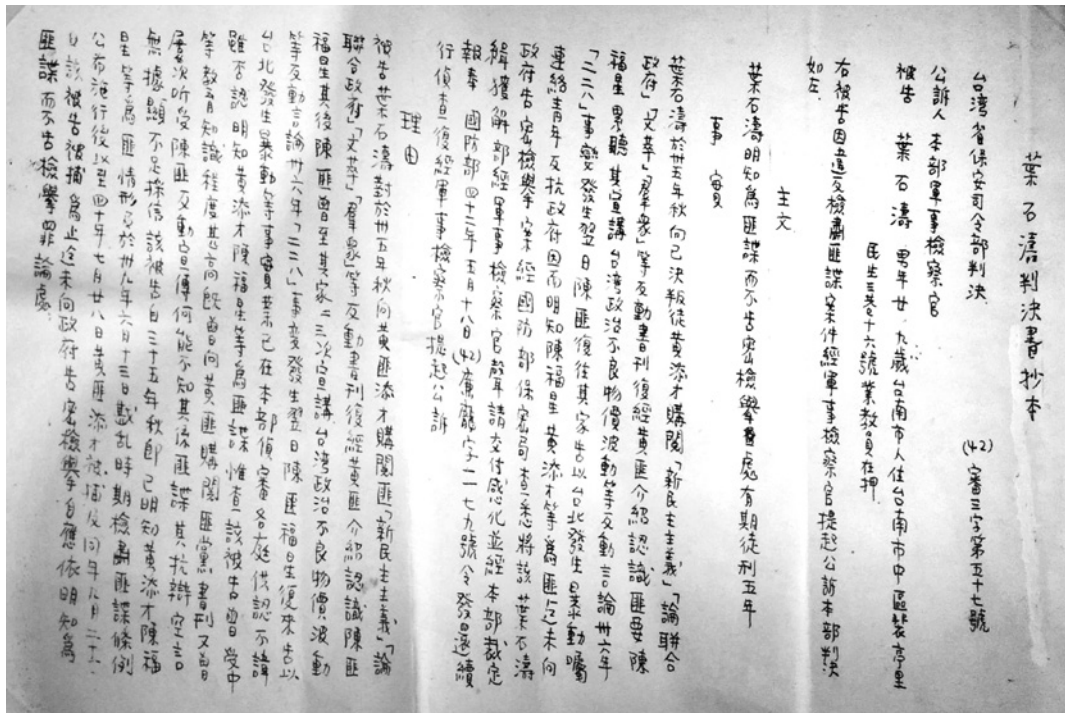 葉石濤判決書抄本
台湾省保安司令部判決 (42)審三字第五十七號
公訴人 本部軍事檢察官
被告 葉石濤 男年廿九歲台南市人住台南市中區裝亭里
民生三巷十六號業教員在押
右被告因違反檢肅匪諜案件經軍事檢察官提起公訴本部判決
如左
主文
葉石濤明知為匪諜而不告密檢舉處有期徒刑五年
事實
葉石濤於卅五年秋向已決叛徒黃添才購閱「新民主主義」「論聯合
政府」「文萃」「羣衆」等反動書刊復經黃匪介紹認識匪要陳
福星累聽其宣講台湾政治不良物價波動等反動言論卅六年
「二二八」事變發生翌日陳匪復往其家告以台北發生暴動囑
連絡青年反抗政府因而明知陳福星黃添才等為匪迄未向
政府告密檢舉案經國防部保密局查悉將該葉石濤
緝獲解部經軍事檢察官聲請交付感化並經本部裁定
報奉 國防部四十二年五月十八日(42)廉龐字一一七九號令發還續
行偵查復經軍事檢察官提起公訴
理由
被告葉石濤對於卅五年秋向黃匪添才購閱匪「新民主主義」「論
聯合政府」「文萃」「羣衆」等反動書刊復經黃匪介紹認識陳匪
福星其後陳匪曾至其家二三次宣講台湾政治不良物價波動
等反動言論卅六年「二二八」事變發生翌日陳匪福星復來告以
台北發生暴動等事實業已在本部偵審各庭供認不諱
雖否認明知黃添才陳福星等為匪諜惟查該被告曾受中
等教育知識程度甚高既曾向黃匪購閱匪黨書刊又曾
屢次听受陳匪反動宣傳何能不知其係匪諜其抗辯空言
無據顯不足採信該被告自三十五年秋即已明知黃添才陳福
星等為匪情形於卅九年六月十三日戡乱時期檢肅匪諜條例
公布施行後以至四十年七月廿八日黃匪添才被捕及同年九月二十
日該被告被捕為止迄未向政府告密檢舉自應依明知為
匪諜而不告檢舉罪論處